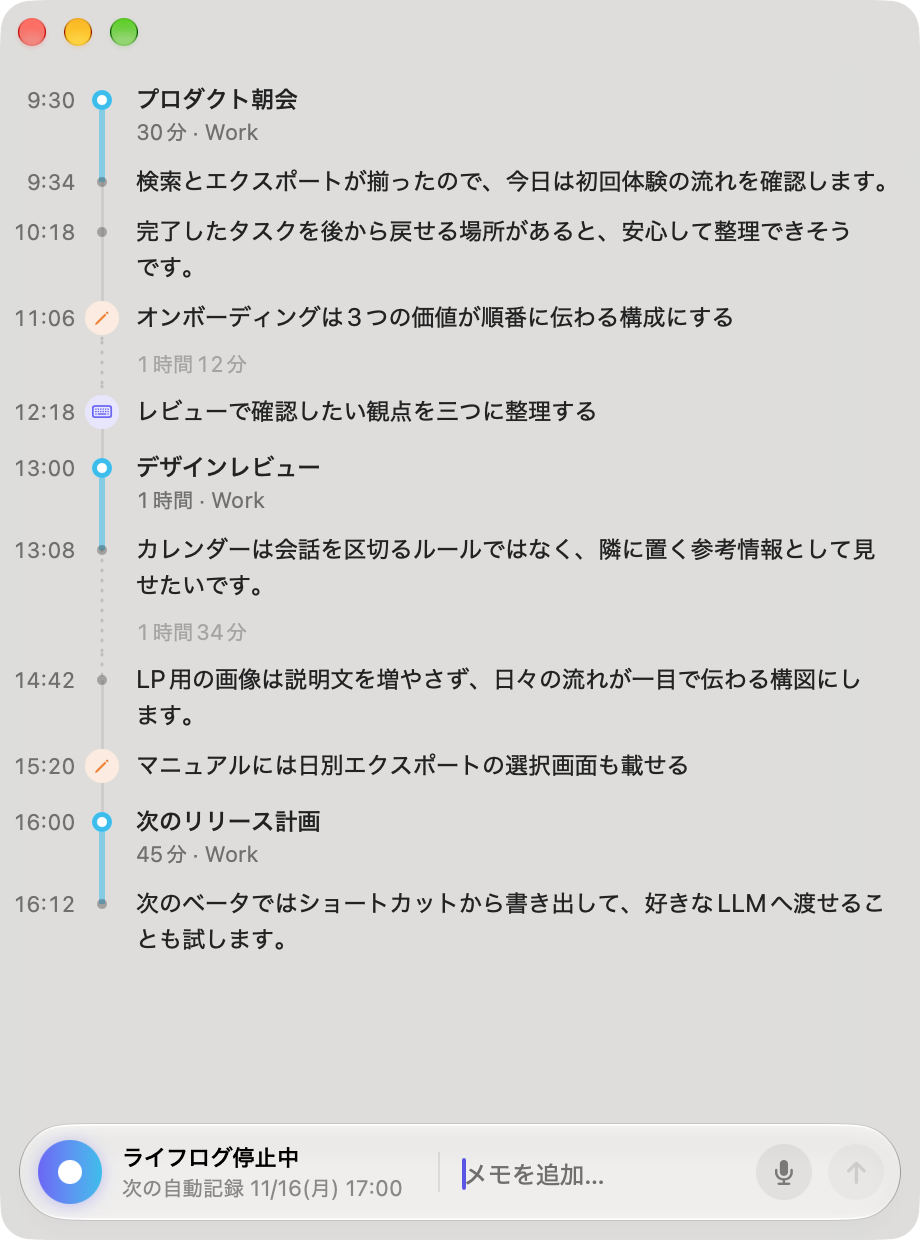 9:30 プロダクト朝会
30分 · Work
9:34 検索とエクスポートが揃ったので、今日は初回体験の流れを確認します。
10:18 完了したタスクを後から戻せる場所があると、安心して整理できそう
です。
11:06 オンボーディングは3つの価値が順番に伝わる構成にする
1時間12分
12:18 レビューで確認したい観点を三つに整理する
13:00 デザインレビュー
1時間 · Work
13:08 カレンダーは会話を区切るルールではなく、隣に置く参考情報として見
せたいです。
1時間34分
14:42 LP用の画像は説明文を増やさず、日々の流れが一目で伝わる構図にし
ます。
15:20 マニュアルには日別エクスポートの選択画面も載せる
16:00 次のリリース計画
45分 · Work
16:12 次のベータではショートカットから書き出して、好きなLLMへ渡せるこ
とも試します。
ライフログ停止中
次の自動記録 11/16(月) 17:00
メモを追加...